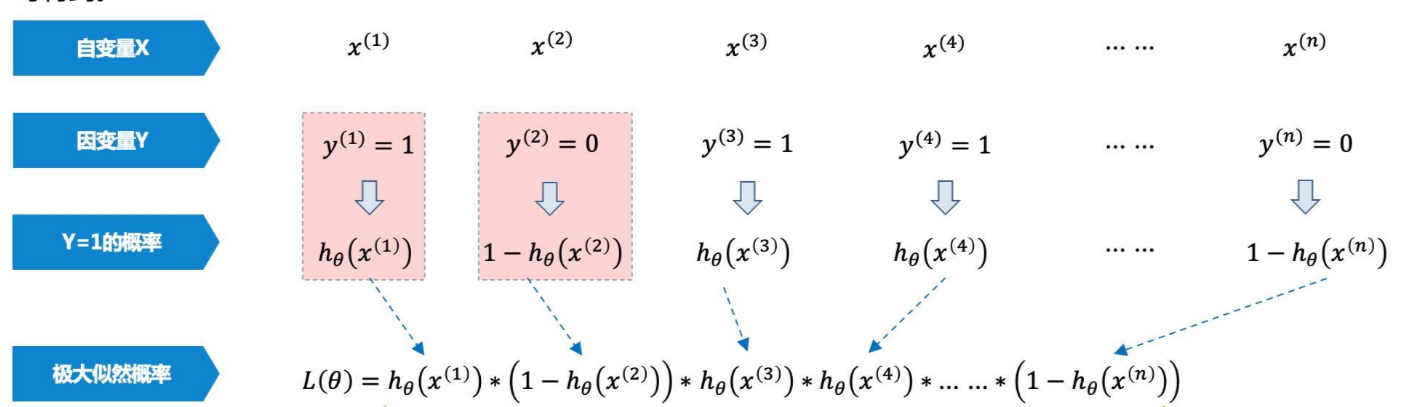 自变量X x^{(1)} x^{(2)} x^{(3)} x^{(4)} … … x^{(n)}
因变量Y y^{(1)} = 1 y^{(2)} = 0 y^{(3)} = 1 y^{(4)} = 1 … … y^{(n)} = 0
Y=1的概率 h_θ(x^{(1)}) 1 − h_θ(x^{(2)}) h_θ(x^{(3)}) h_θ(x^{(4)}) … … 1 − h_θ(x^{(n)})
极大似然概率 L(θ) = h_θ(x^{(1)}) * (1 − h_θ(x^{(2)})) * h_θ(x^{(3)}) * h_θ(x^{(4)}) * … … * (1 − h_θ(x^{(n)}))